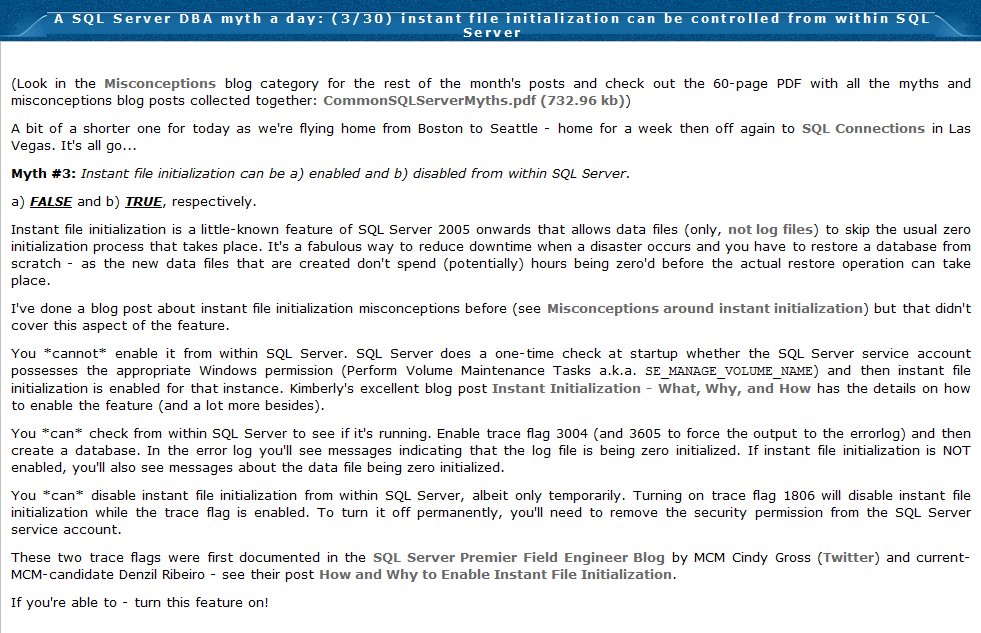 A SQL Server DBA myth a day: (3/30) instant file initialization can be controlled from within SQL
Server
(Look in the Misconceptions blog category for the rest of the month's posts and check out the 60-page PDF with all the myths and
misconceptions blog posts collected together: CommonSQLServerMyths.pdf (732.96 kb))
A bit of a shorter one for today as we're flying home from Boston to Seattle - home for a week then off again to SQL Connections in Las
Vegas. It's all go...
Myth #3: Instant file initialization can be a) enabled and b) disabled from within SQL Server.
a) FALSE and b) TRUE, respectively.
Instant file initialization is a little-known feature of SQL Server 2005 onwards that allows data files (only, not log files) to skip the usual zero
initialization process that takes place. It's a fabulous way to reduce downtime when a disaster occurs and you have to restore a database from
scratch - as the new data files that are created don't spend (potentially) hours being zero'd before the actual restore operation can take
place.
I've done a blog post about instant file initialization misconceptions before (see Misconceptions around instant initialization) but that didn't
cover this aspect of the feature.
You *cannot* enable it from within SQL Server. SQL Server does a one-time check at startup whether the SQL Server service account
possesses the appropriate Windows permission (Perform Volume Maintenance Tasks a.k.a. SE_MANAGE_VOLUME_NAME) and then instant file
initialization is enabled for that instance. Kimberly's excellent blog post Instant Initialization - What, Why, and How has the details on how
to enable the feature (and a lot more besides).
You *can* check from within SQL Server to see if it's running. Enable trace flag 3004 (and 3605 to force the output to the errorlog) and then
create a database. In the error log you'll see messages indicating that the log file is being zero initialized. If instant file initialization is NOT
enabled, you'll also see messages about the data file being zero initialized.
You *can* disable instant file initialization from within SQL Server, albeit only temporarily. Turning on trace flag 1806 will disable instant file
initialization while the trace flag is enabled. To turn it off permanently, you'll need to remove the security permission from the SQL Server
service account.
These two trace flags were first documented in the SQL Server Premier Field Engineer Blog by MCM Cindy Gross (Twitter) and current-
MCM-candidate Denzil Ribeiro - see their post How and Why to Enable Instant File Initialization.
If you're able to - turn this feature on!